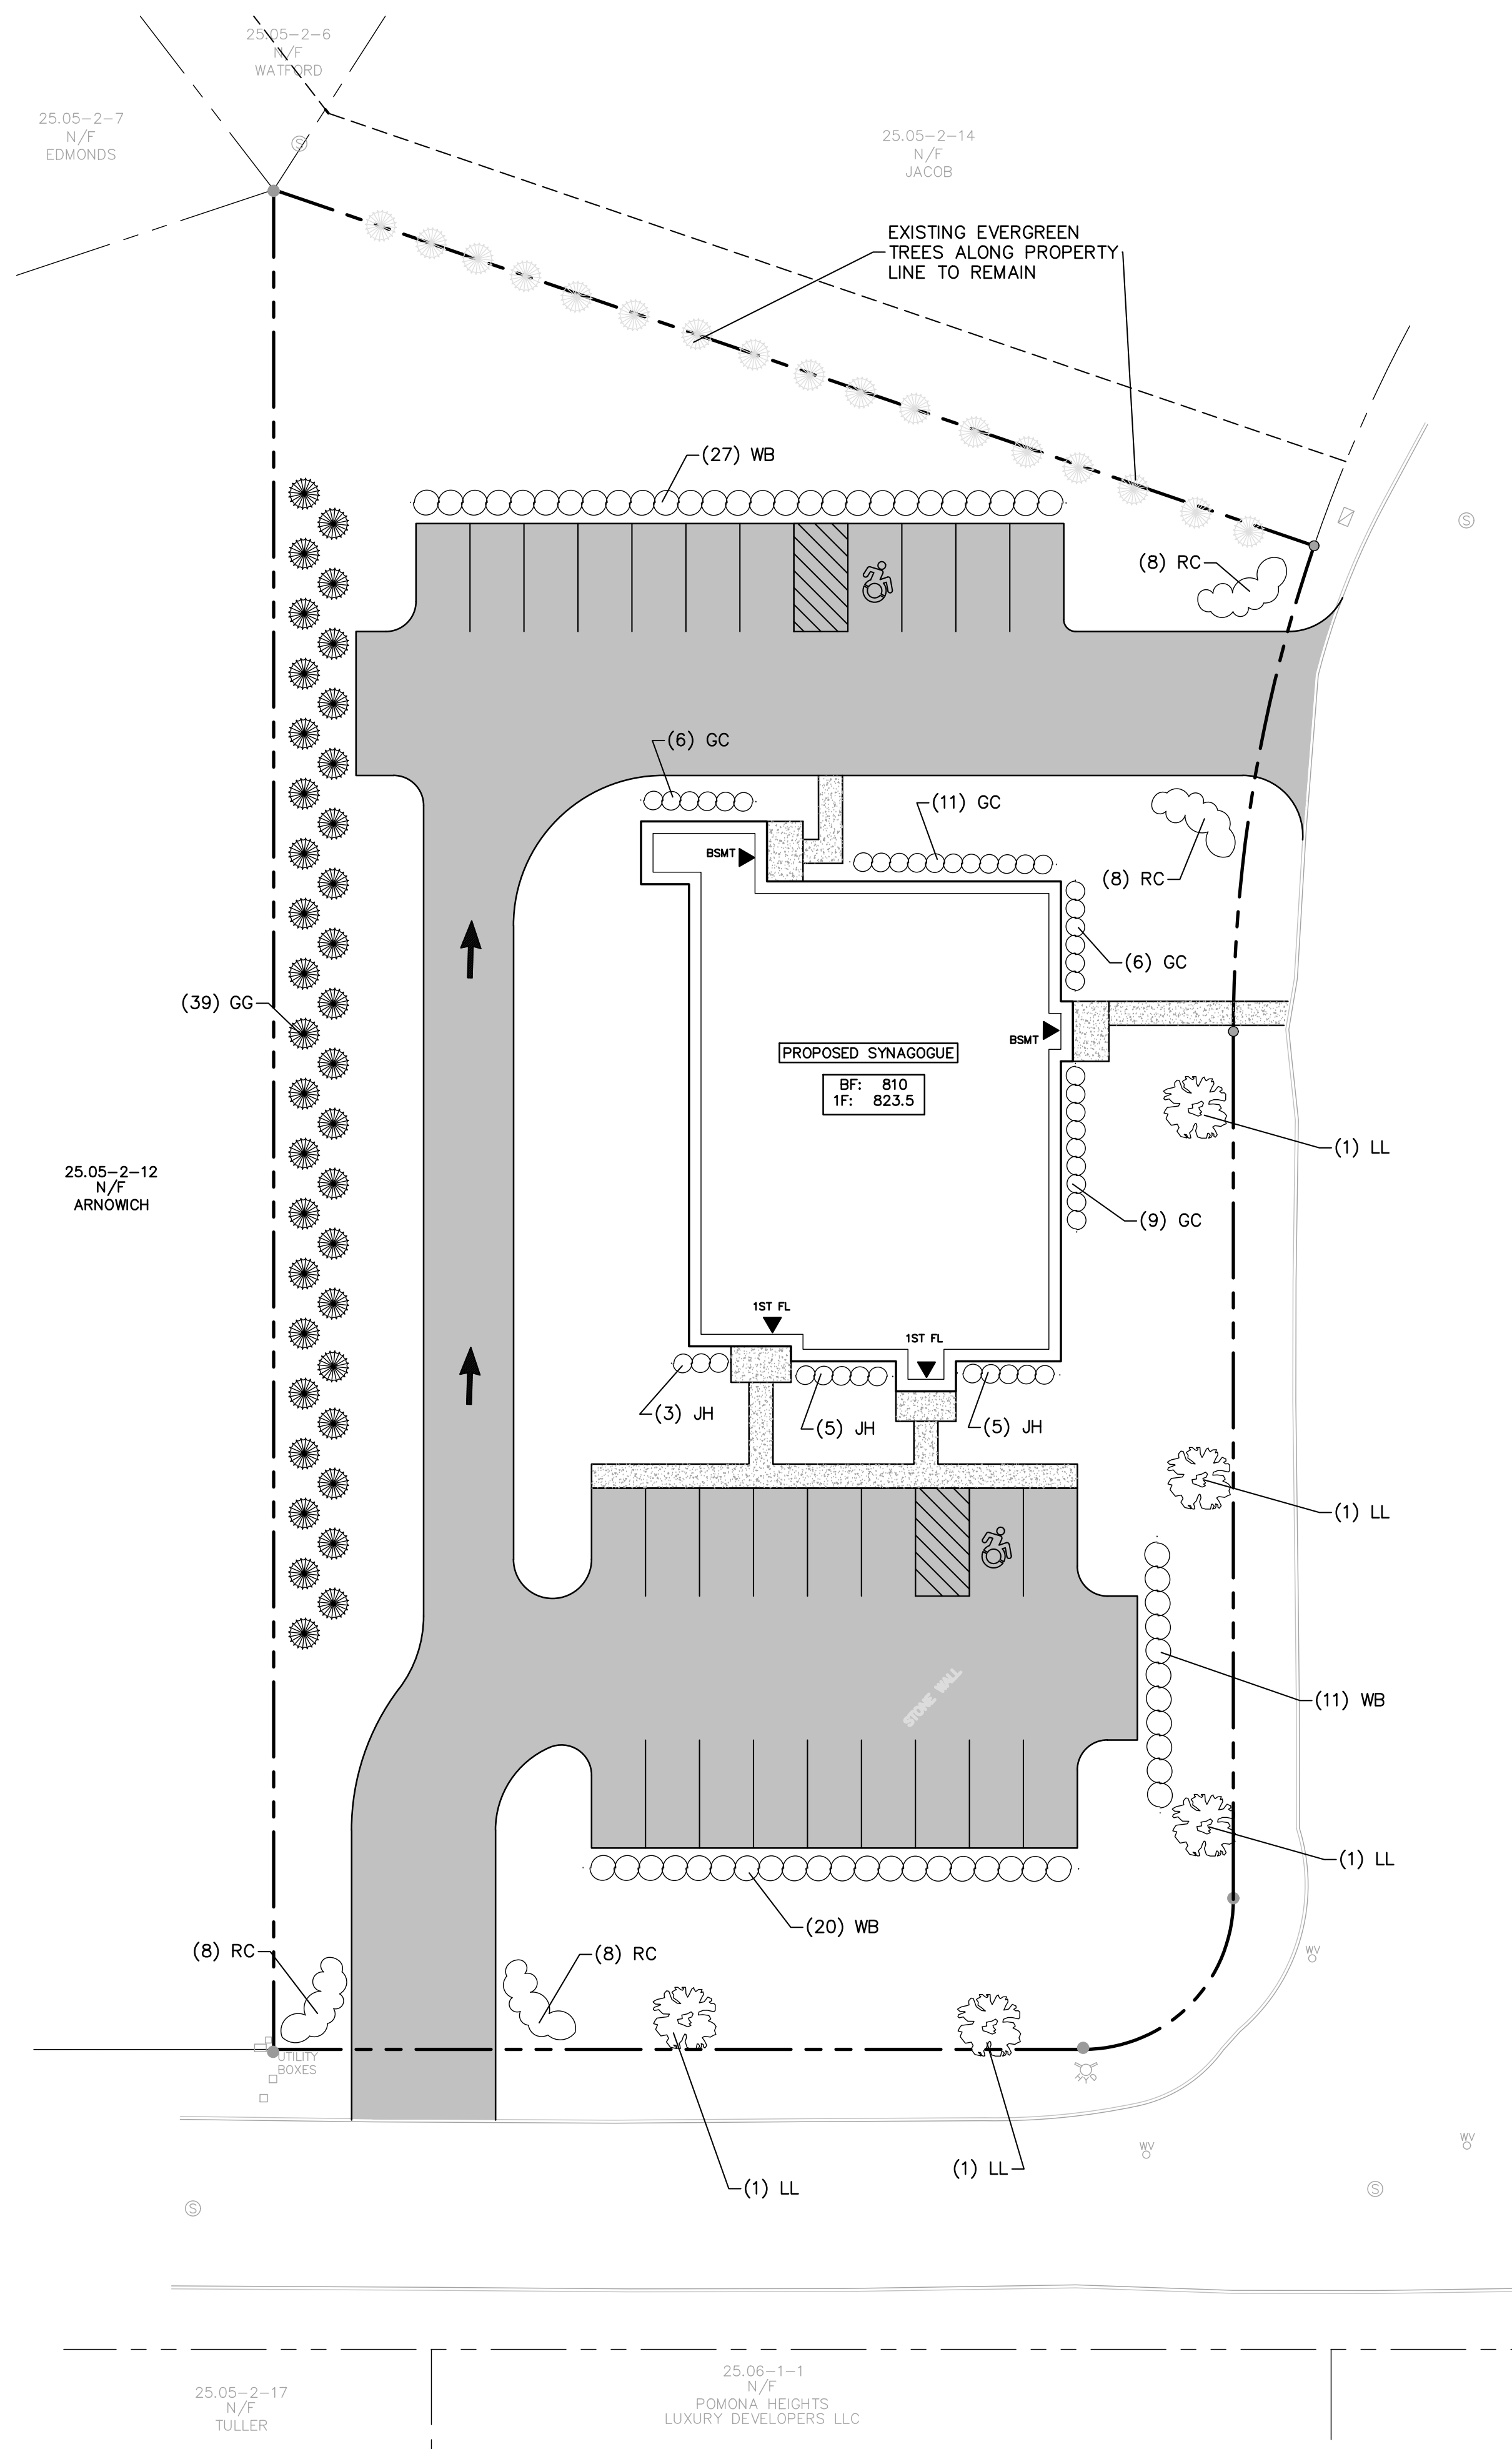 25.05-2-6
N/F
WATFORD
25.05-2-7
N/F
EDMONDS
S
25.05-2-14
N/F
JACOB
EXISTING EVERGREEN
TREES ALONG PROPERTY
LINE TO REMAIN
(27) WB
S
(8) RC
(6) GC
(11) GC
BSMT
(8) RC
(6) GC
(39) GG
BSMT
PROPOSED SYNAGOGUE
BF: 810
1F: 823.5
(1) LL
25.05-2-12
N/F
ARNOWICH
(9) GC
1ST FL
1ST FL
(3) JH
(5) JH
(5) JH
(1) LL
STONE WALL
(11) WB
(1) LL
(20) WB
(8) RC
(8) RC
WV
UTILITY
BOXES
WV
WV
(1) LL
(1) LL
S
S
25.06-1-1
N/F
POMONA HEIGHTS
LUXURY DEVELOPERS LLC
25.05-2-17
N/F
TULLER